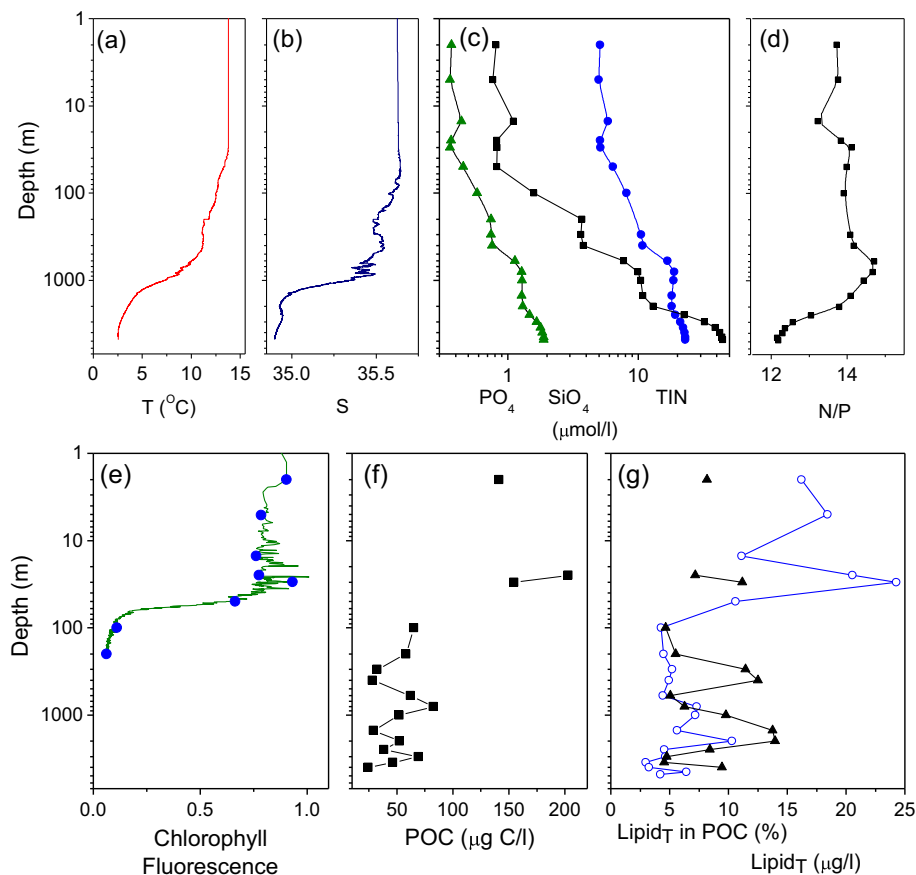 (a)
(b)
(c)
(d)
1
10
100
1000
Depth (m)
0 5 10 15
35.0 35.5
1 10
12 14
T (°C)
S
PO4 SiO4 TIN
(μmol/l)
N/P
(e)
(f)
(g)
1
10
100
1000
Depth (m)
0.0 0.5 1.0
50 100 150 200
0 5 10 15 20 25
Chlorophyll
Fluorescence
POC (μg C/l)
LipidT in POC (%)
LipidT (μg/l)